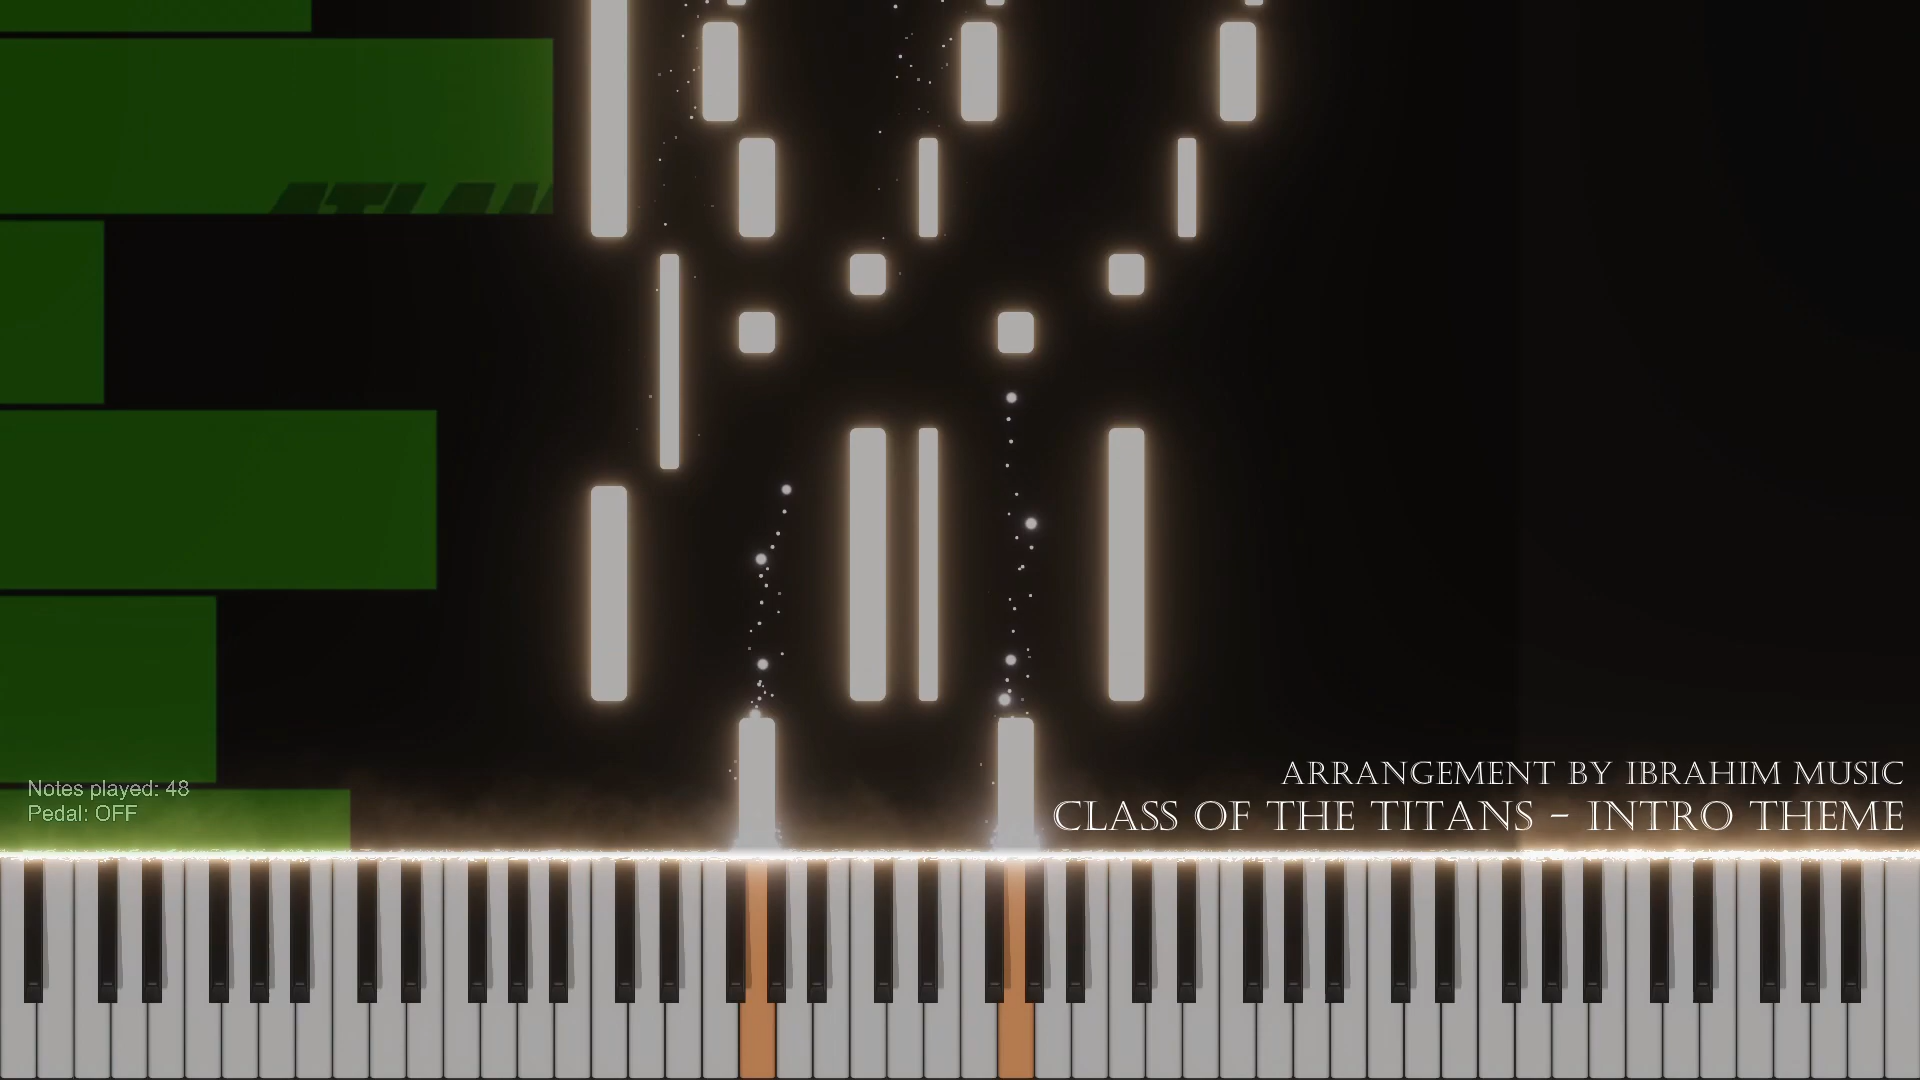 Notes played: 48
Pedal: OFF
ARRANGEMENT BY IBRAHIM MUSIC
CLASS OF THE TITANS - INTRO THEME